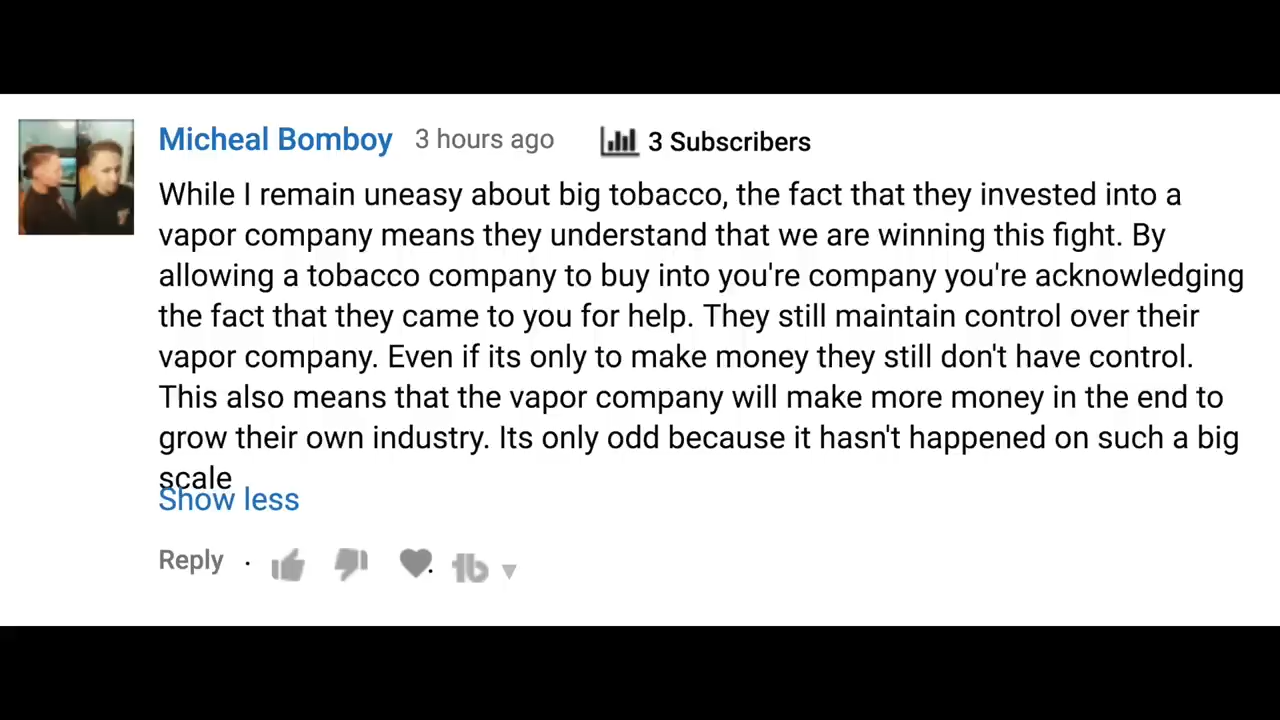 Micheal Bomboy 3 hours ago 3 Subscribers
While I remain uneasy about big tobacco, the fact that they invested into a
vapor company means they understand that we are winning this fight. By
allowing a tobacco company to buy into you're company you're acknowledging
the fact that they came to you for help. They still maintain control over their
vapor company. Even if its only to make money they still don't have control.
This also means that the vapor company will make more money in the end to
grow their own industry. Its only odd because it hasn't happened on such a big
scale
Show less
Reply · tb